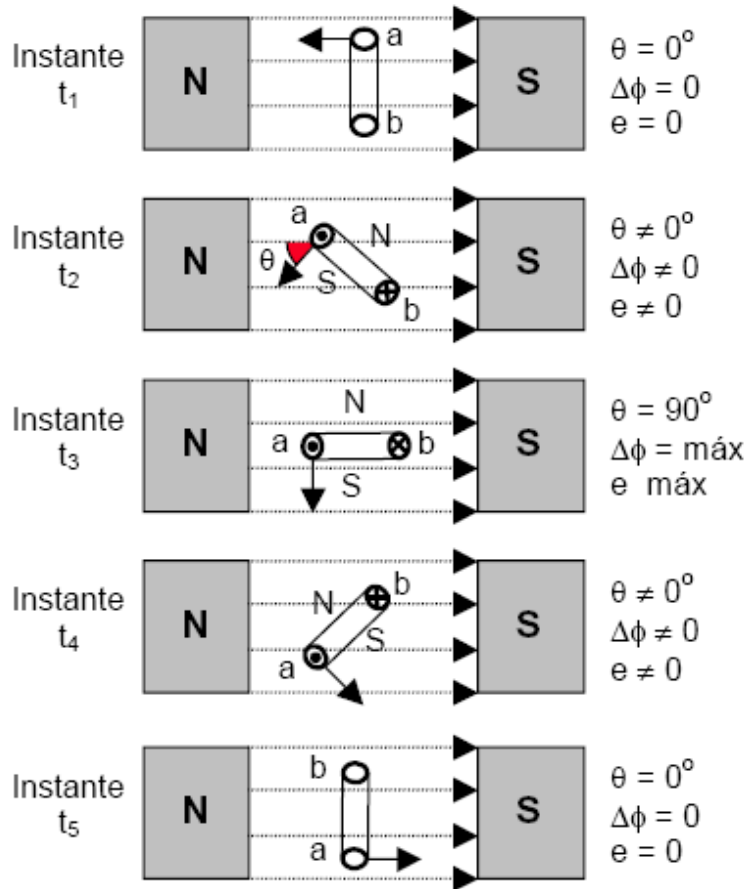 Instante t₁
N
a
b
S
θ = 0º
Δϕ = 0
e = 0
Instante t₂
N
a
N
θ
S
b
S
θ ≠ 0º
Δϕ ≠ 0
e ≠ 0
Instante t₃
N
N
a
b
S
S
θ = 90º
Δϕ = máx
e máx
Instante t₄
N
b
N
S
a
S
θ ≠ 0º
Δϕ ≠ 0
e ≠ 0
Instante t₅
N
b
a
S
θ = 0º
Δϕ = 0
e = 0